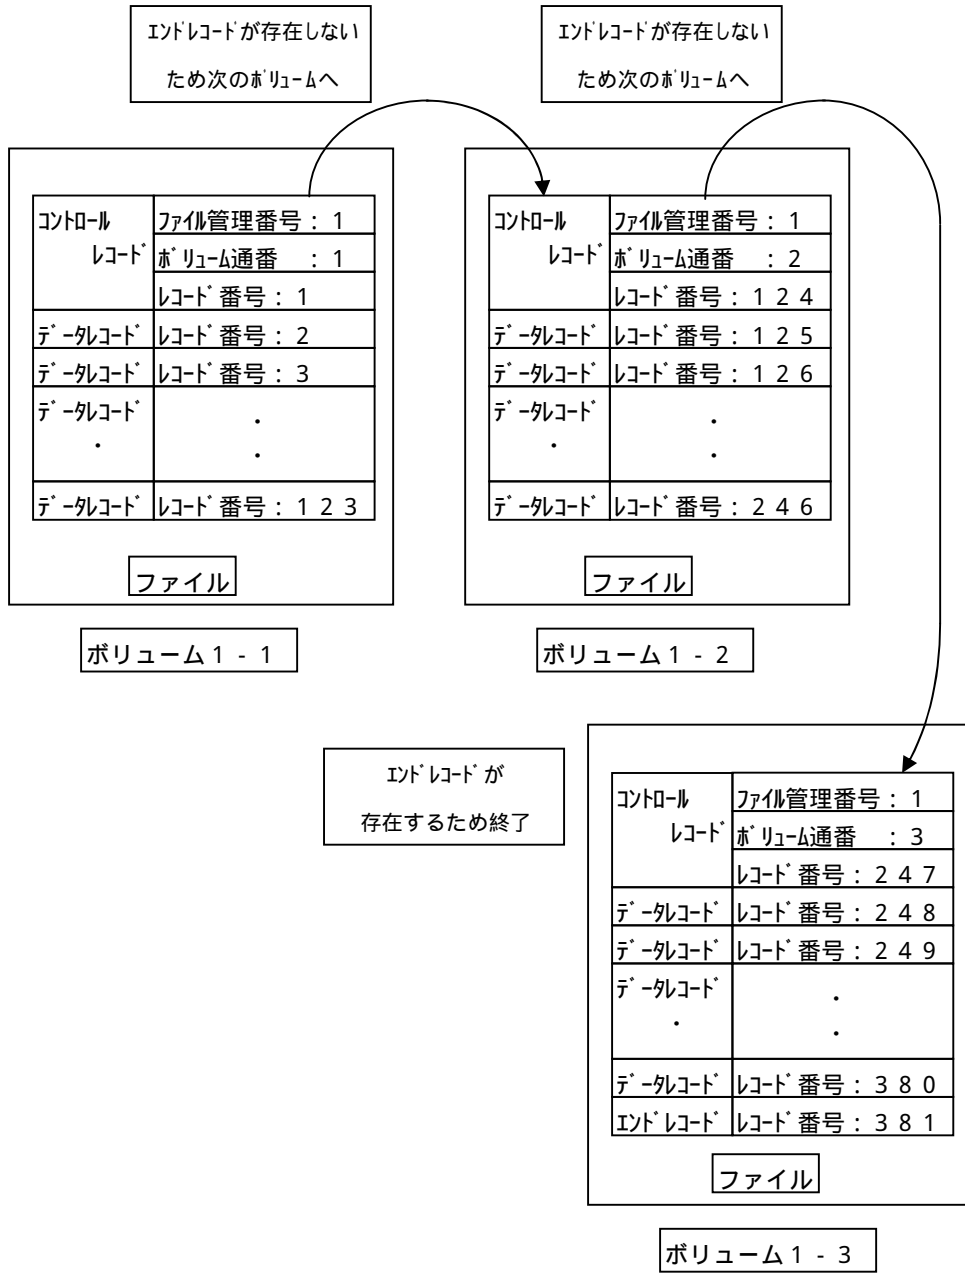 ｴﾝﾄﾞﾚｺｰﾄﾞが存在しない
ため次のﾎﾞﾘｭｰﾑへ
ｴﾝﾄﾞﾚｺｰﾄﾞが存在しない
ため次のﾎﾞﾘｭｰﾑへ
ｺﾝﾄﾛｰﾙ
ﾚｺｰﾄﾞ
ﾌｧｲﾙ管理番号：１
ﾎﾞﾘｭｰﾑ通番　：１
ﾚｺｰﾄﾞ番号：１
ﾃﾞｰﾀﾚｺｰﾄﾞ ﾚｺｰﾄﾞ番号：２
ﾃﾞｰﾀﾚｺｰﾄﾞ ﾚｺｰﾄﾞ番号：３
ﾃﾞｰﾀﾚｺｰﾄﾞ ・
・ ・
ﾃﾞｰﾀﾚｺｰﾄﾞ ﾚｺｰﾄﾞ番号：１２３
ファイル
ボリューム１‐１
ｺﾝﾄﾛｰﾙ
ﾚｺｰﾄﾞ
ﾌｧｲﾙ管理番号：１
ﾎﾞﾘｭｰﾑ通番　：２
ﾚｺｰﾄﾞ番号：１２４
ﾃﾞｰﾀﾚｺｰﾄﾞ ﾚｺｰﾄﾞ番号：１２５
ﾃﾞｰﾀﾚｺｰﾄﾞ ﾚｺｰﾄﾞ番号：１２６
ﾃﾞｰﾀﾚｺｰﾄﾞ ・
・ ・
ﾃﾞｰﾀﾚｺｰﾄﾞ ﾚｺｰﾄﾞ番号：２４６
ファイル
ボリューム１‐２
ｴﾝﾄﾞﾚｺｰﾄﾞが
存在するため終了
ｺﾝﾄﾛｰﾙ
ﾚｺｰﾄﾞ
ﾌｧｲﾙ管理番号：１
ﾎﾞﾘｭｰﾑ通番　：３
ﾚｺｰﾄﾞ番号：２４７
ﾃﾞｰﾀﾚｺｰﾄﾞ ﾚｺｰﾄﾞ番号：２４８
ﾃﾞｰﾀﾚｺｰﾄﾞ ﾚｺｰﾄﾞ番号：２４９
ﾃﾞｰﾀﾚｺｰﾄﾞ ・
・ ・
ﾃﾞｰﾀﾚｺｰﾄﾞ ﾚｺｰﾄﾞ番号：３８０
ｴﾝﾄﾞﾚｺｰﾄﾞ ﾚｺｰﾄﾞ番号：３８１
ファイル
ボリューム１‐３